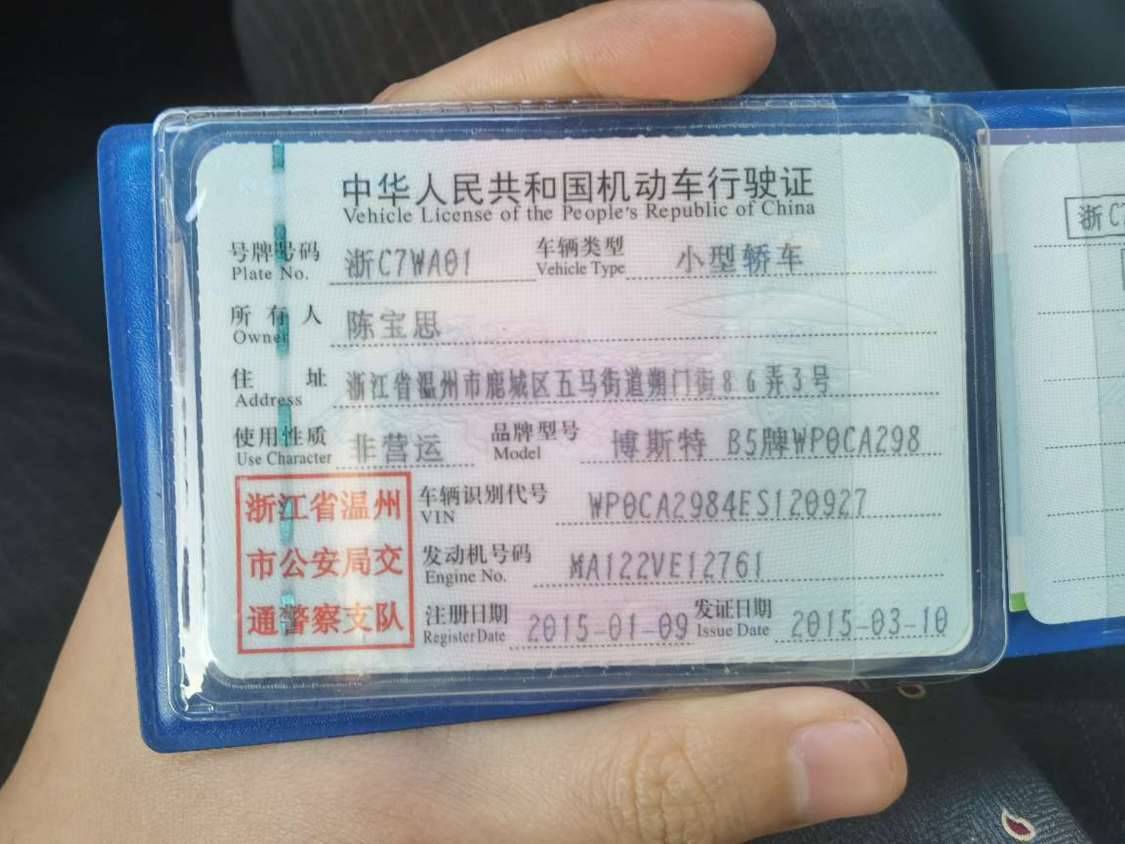 中华人民共和国机动车行驶证
Vehicle License of the People's Republic of China
号牌号码 浙C7WA01 车辆类型 小型轿车
Plate No. Vehicle Type
所有人 陈宝思
Owner
住址 浙江省温州市鹿城区五马街道朔门街86弄3号
Address
使用性质 非营运 品牌型号 博斯特 B5牌WP0CA298
Use Character Model
浙江省温州
市公安局交
通警察支队
车辆识别代号 WP0CA2984ES120927
VIN
发动机号码 MA122VE12761
Engine No.
注册日期 2015-01-09 发证日期 2015-03-10
Register Date Issue Date
浙C7